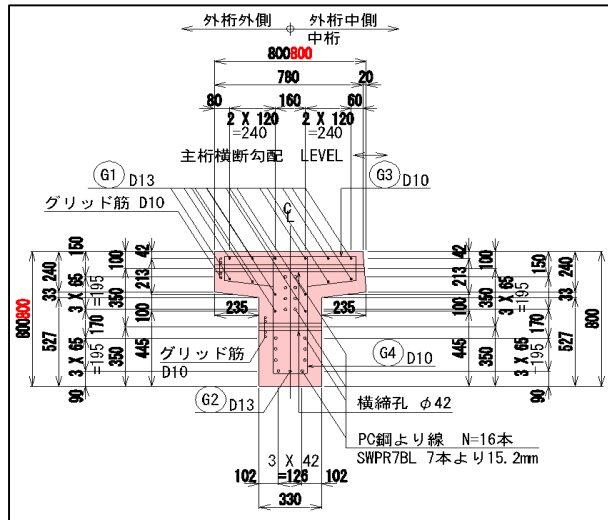 外桁外側 外桁中側
中桁
800800
780 20
80 160 60
2 X 120 2 X 120
=240 =240
主桁横断勾配 LEVEL
G1 D13 G3 D10
グリッド筋 D10
CL
800800
527 33 240
90 3 X 65 =195 170 3 X 65 =195 150
350 350 100
445 100 213 42
235 235
42 213 100 445
100 350 350
150 3 X 65 =195 170 3 X 65 =195 90
240 33 527
800
グリッド筋
D10
G4 D10
G2 D13
横締孔 φ42
PC鋼より線 N=16本
SWPR7BL 7本より15.2mm
3 X 42
102 =126 102
330